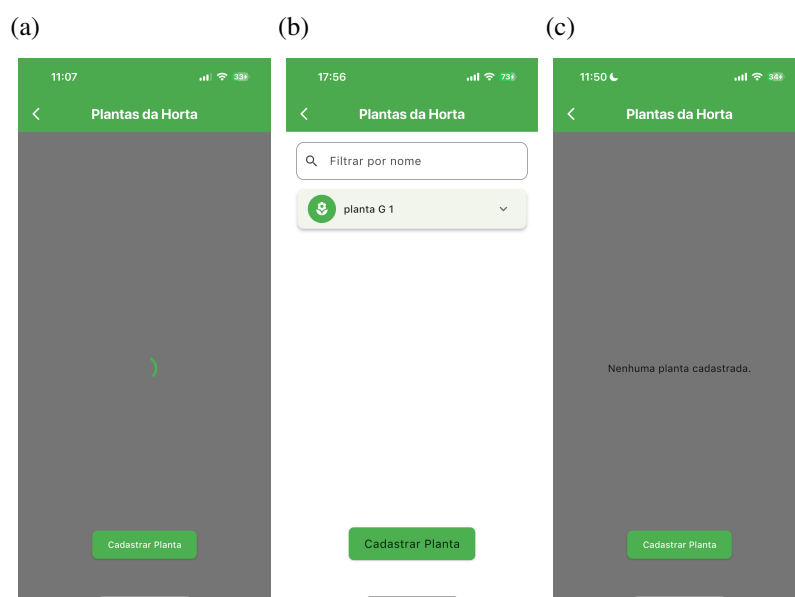 (a)
(b)
(c)
11:07
33
Plantas da Horta
Cadastrar Planta
17:56
73
Plantas da Horta
Filtrar por nome
planta G 1
Cadastrar Planta
11:50
34
Plantas da Horta
Nenhuma planta cadastrada.
Cadastrar Planta